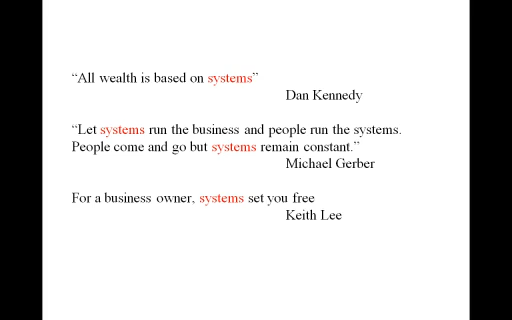 “All wealth is based on systems”
Dan Kennedy
“Let systems run the business and people run the systems.
People come and go but systems remain constant.”
Michael Gerber
For a business owner, systems set you free
Keith Lee